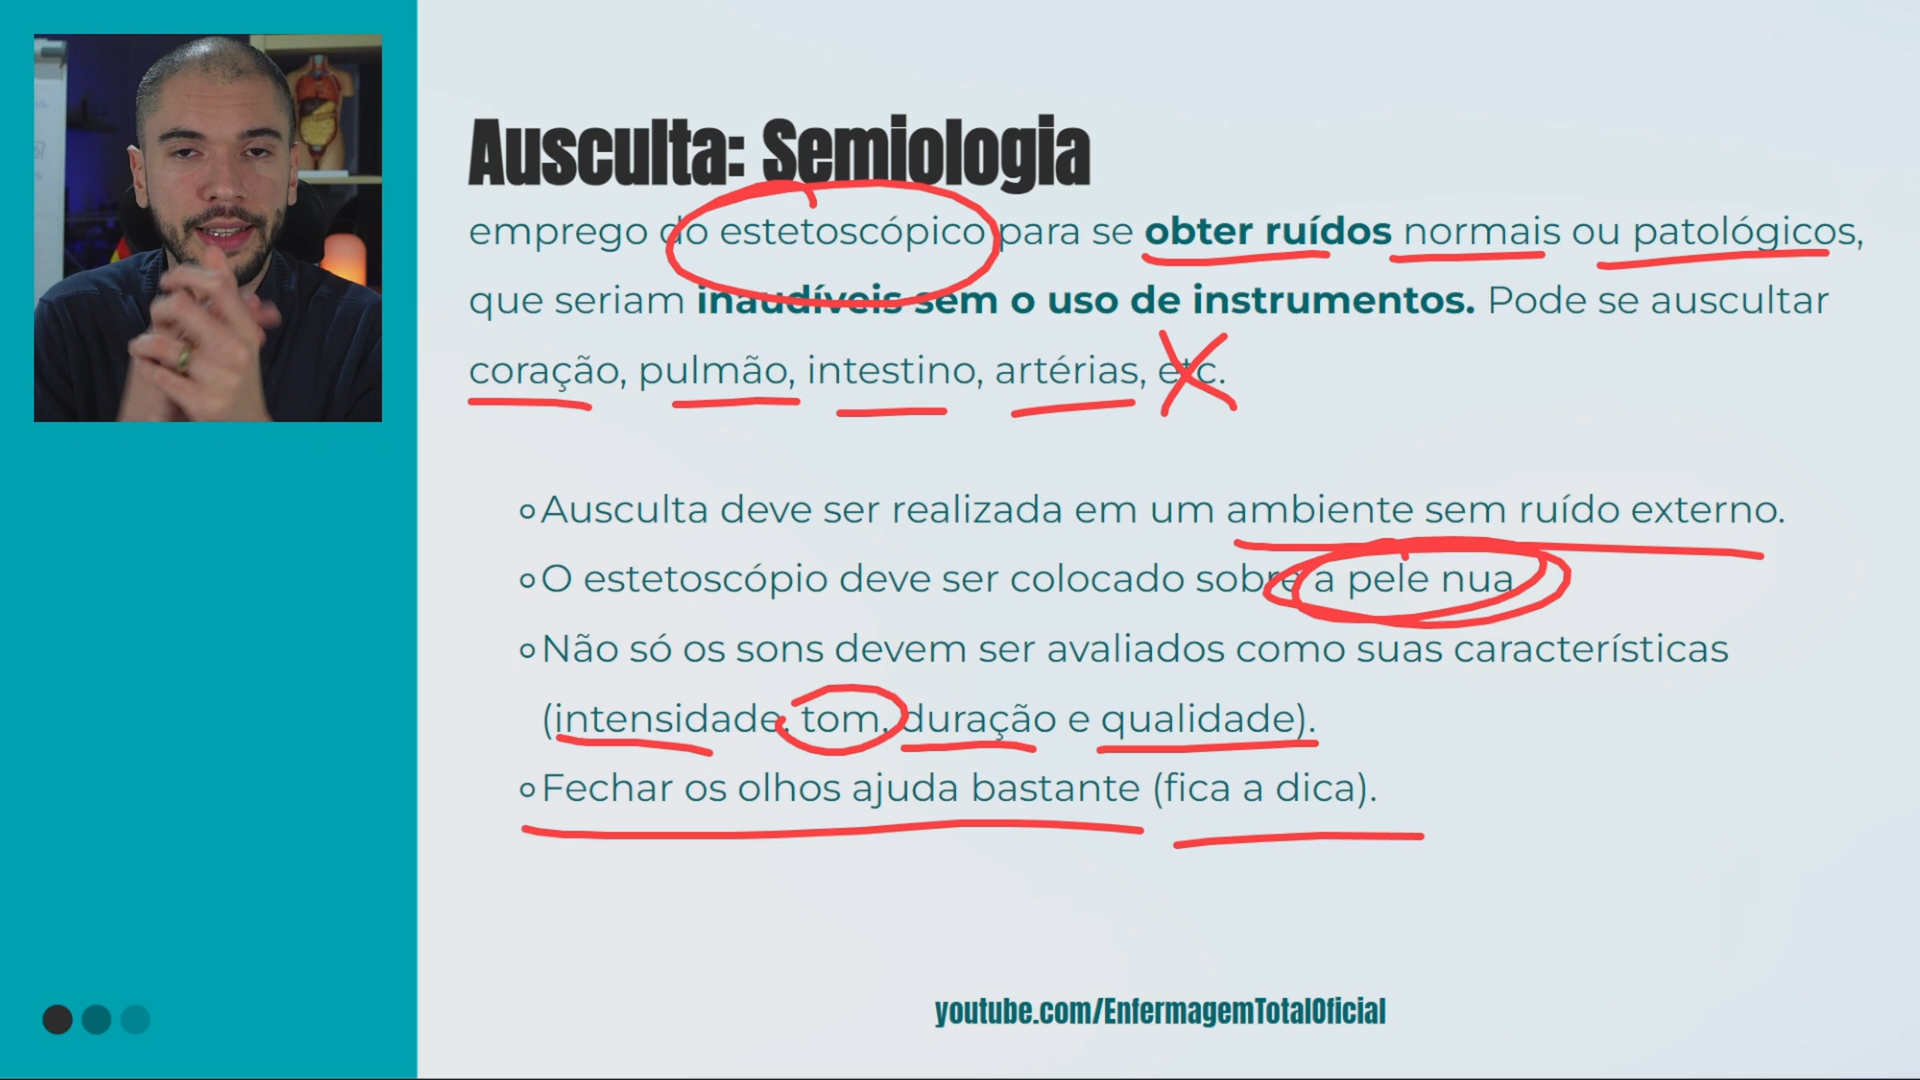 Ausculta: Semiologia
emprego do estetoscópico para se obter ruídos normais ou patológicos,
que seriam inaudíveis sem o uso de instrumentos. Pode se auscultar
coração, pulmão, intestino, artérias, etc.
Ausculta deve ser realizada em um ambiente sem ruído externo.
O estetoscópio deve ser colocado sobre a pele nua
Não só os sons devem ser avaliados como suas características
(intensidade, tom, duração e qualidade).
Fechar os olhos ajuda bastante (fica a dica).
youtube.com/EnfermagemTotalOficial